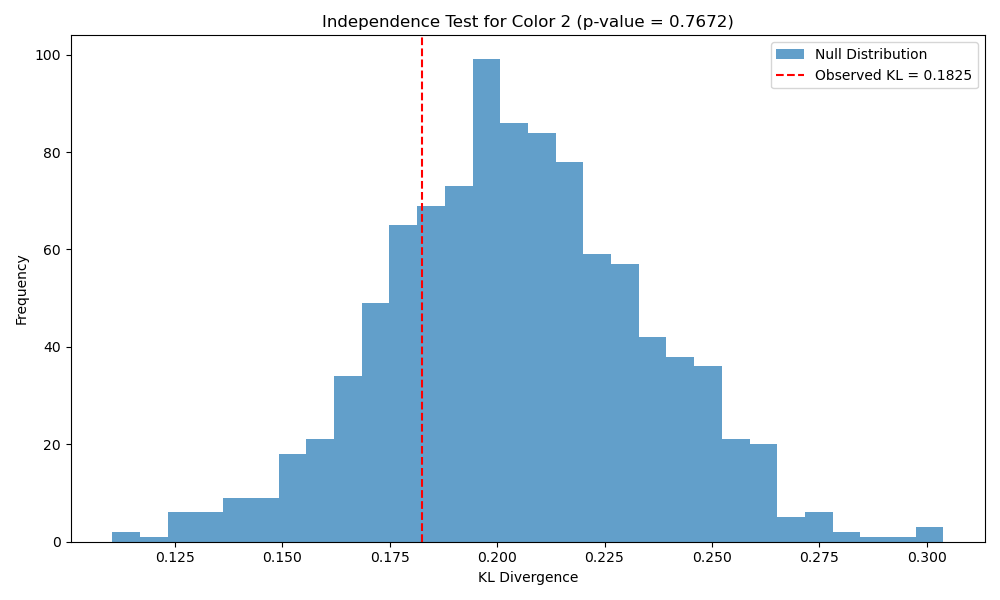 Independence Test for Color 2 (p-value = 0.7672)
Null Distribution
Observed KL = 0.1825
Frequency
100
80
60
40
20
0
0.125 0.150 0.175 0.200 0.225 0.250 0.275 0.300
KL Divergence